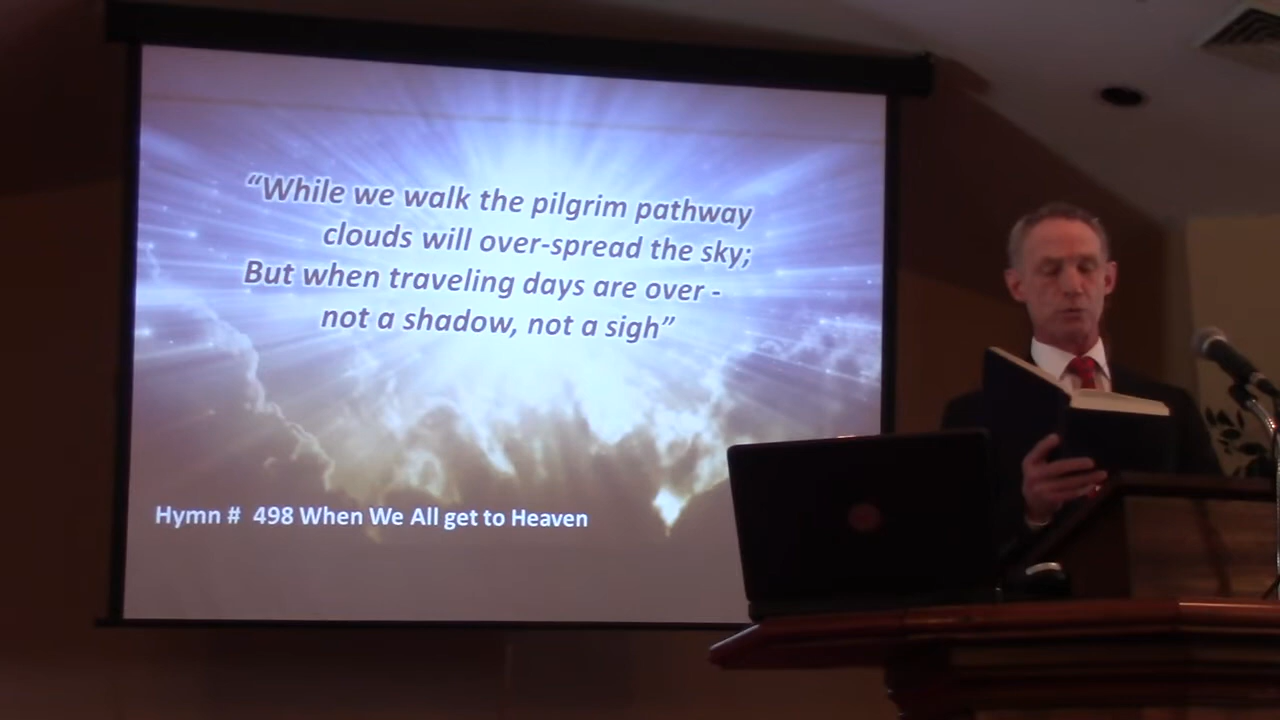 “While we walk the pilgrim pathway
clouds will over-spread the sky;
But when traveling days are over -
not a shadow, not a sigh”
Hymn # 498 When We All get to Heaven